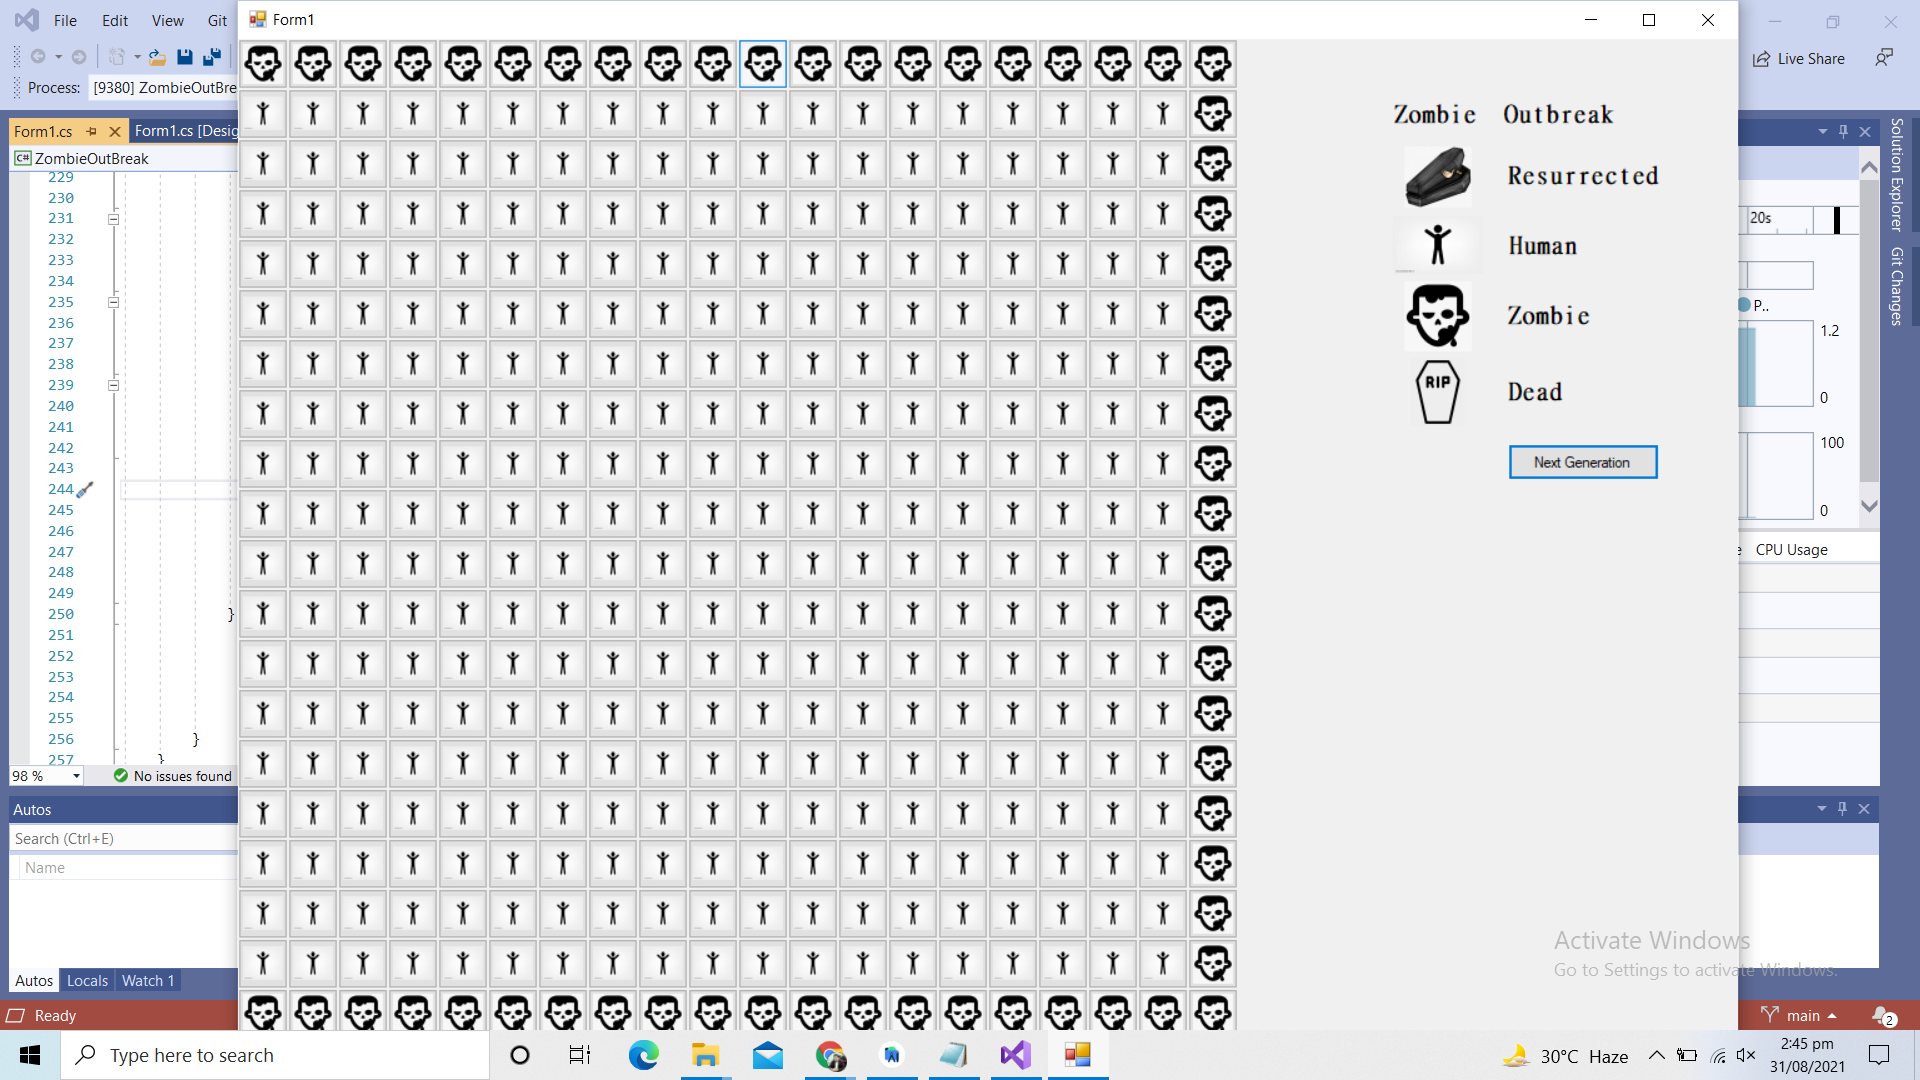 File Edit View Git
Form1
Live Share
Process: [9380] ZombieOutBre
Form1.cs Form1.cs [Desig
ZombieOutBreak
229
230
231
232
233
234
235
236
237
238
239
240
241
242
243
244
245
246
247
248
249
250 }
251
252
253
254
255
256 }
257 }
98 % No issues found
Autos
Search (Ctrl+E)
Name
Autos Locals Watch 1
Ready
Zombie Outbreak
Resurrected
Human
Zombie
RIP
Dead
Next Generation
20s
P..
1.2
0
100
0
e CPU Usage
Solution Explorer
Git Changes
Activate Windows
Go to Settings to activate Windows.
main 2
Type here to search
30°C Haze
2:45 pm
31/08/2021